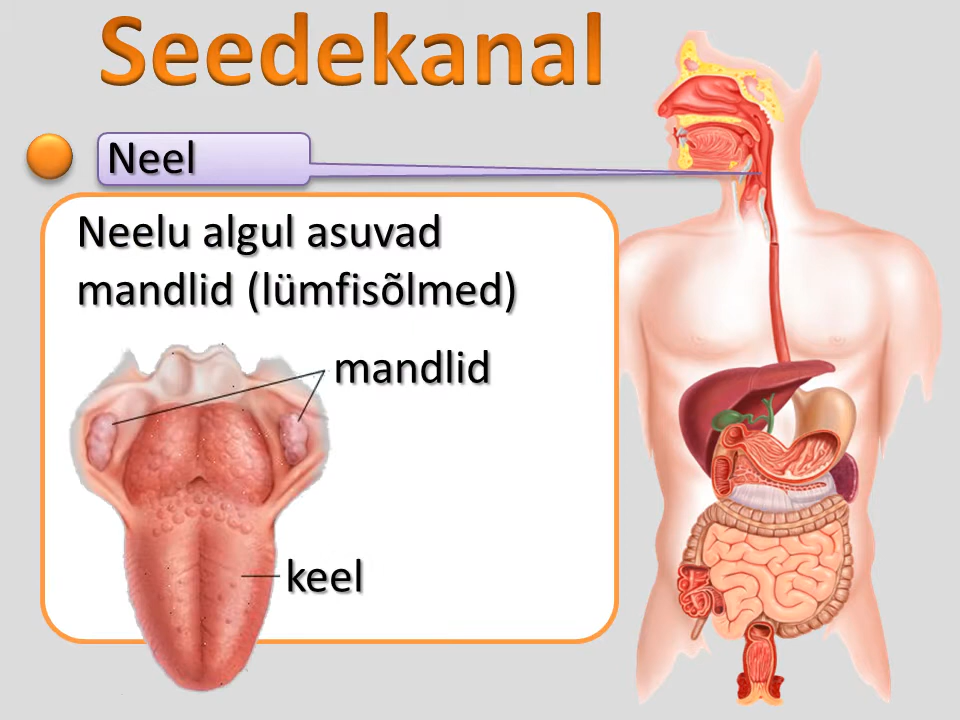 Seedekanal
Neel
Neelu algul asuvad
mandlid (lümfisõlmed)
mandlid
keel